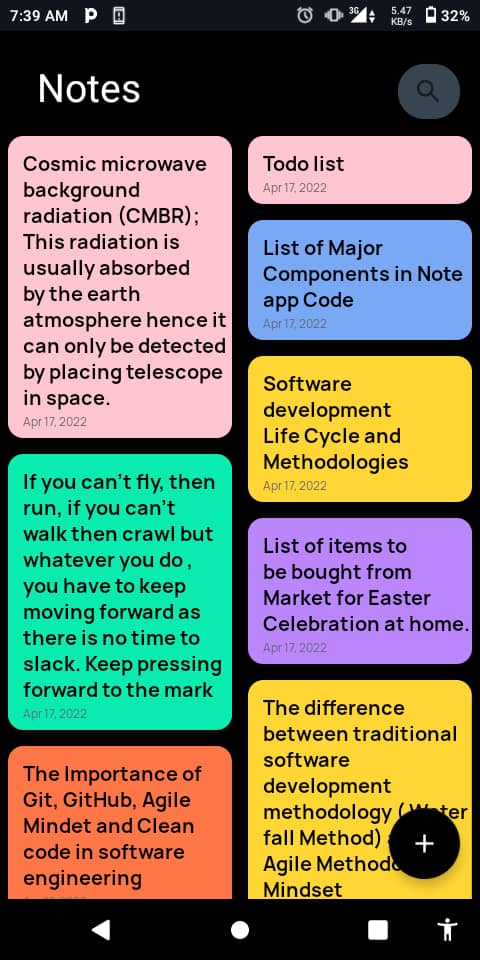 7:39 AM
3G
5.47
KB/s
32%
Notes
Cosmic microwave
background
radiation (CMBR);
This radiation is
usually absorbed
by the earth
atmosphere hence it
can only be detected
by placing telescope
in space.
Apr 17, 2022
If you can't fly, then
run, if you can't
walk then crawl but
whatever you do ,
you have to keep
moving forward as
there is no time to
slack. Keep pressing
forward to the mark
Apr 17, 2022
The Importance of
Git, GitHub, Agile
Mindet and Clean
code in software
engineering
Todo list
Apr 17, 2022
List of Major
Components in Note
app Code
Apr 17, 2022
Software
development
Life Cycle and
Methodologies
Apr 17, 2022
List of items to
be bought from
Market for Easter
Celebration at home.
Apr 17, 2022
The difference
between traditional
software
development
methodology ( Water
fall Method)
Agile
Mindset